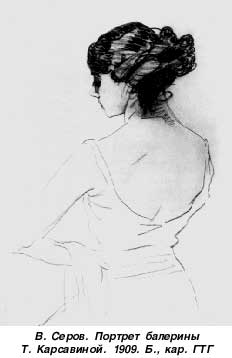 В. Серов. Портрет балерины
Т. Карсавиной. 1909. Б., кар. ГТГ